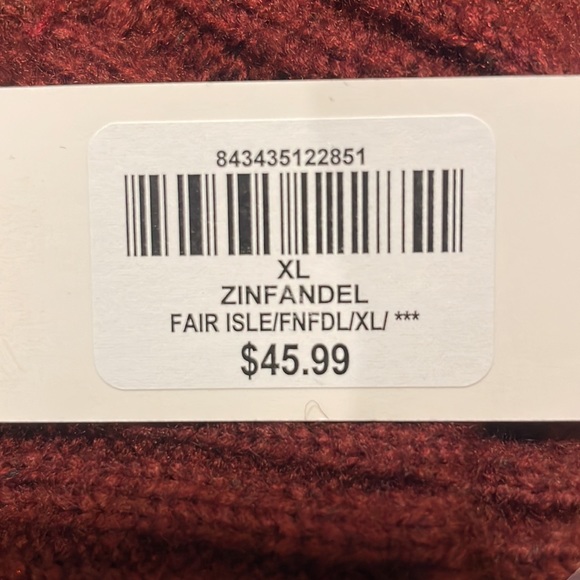 843435122851
XL
ZINFANDEL
FAIR ISLE/FNFDL/XL/ ***
$45.99